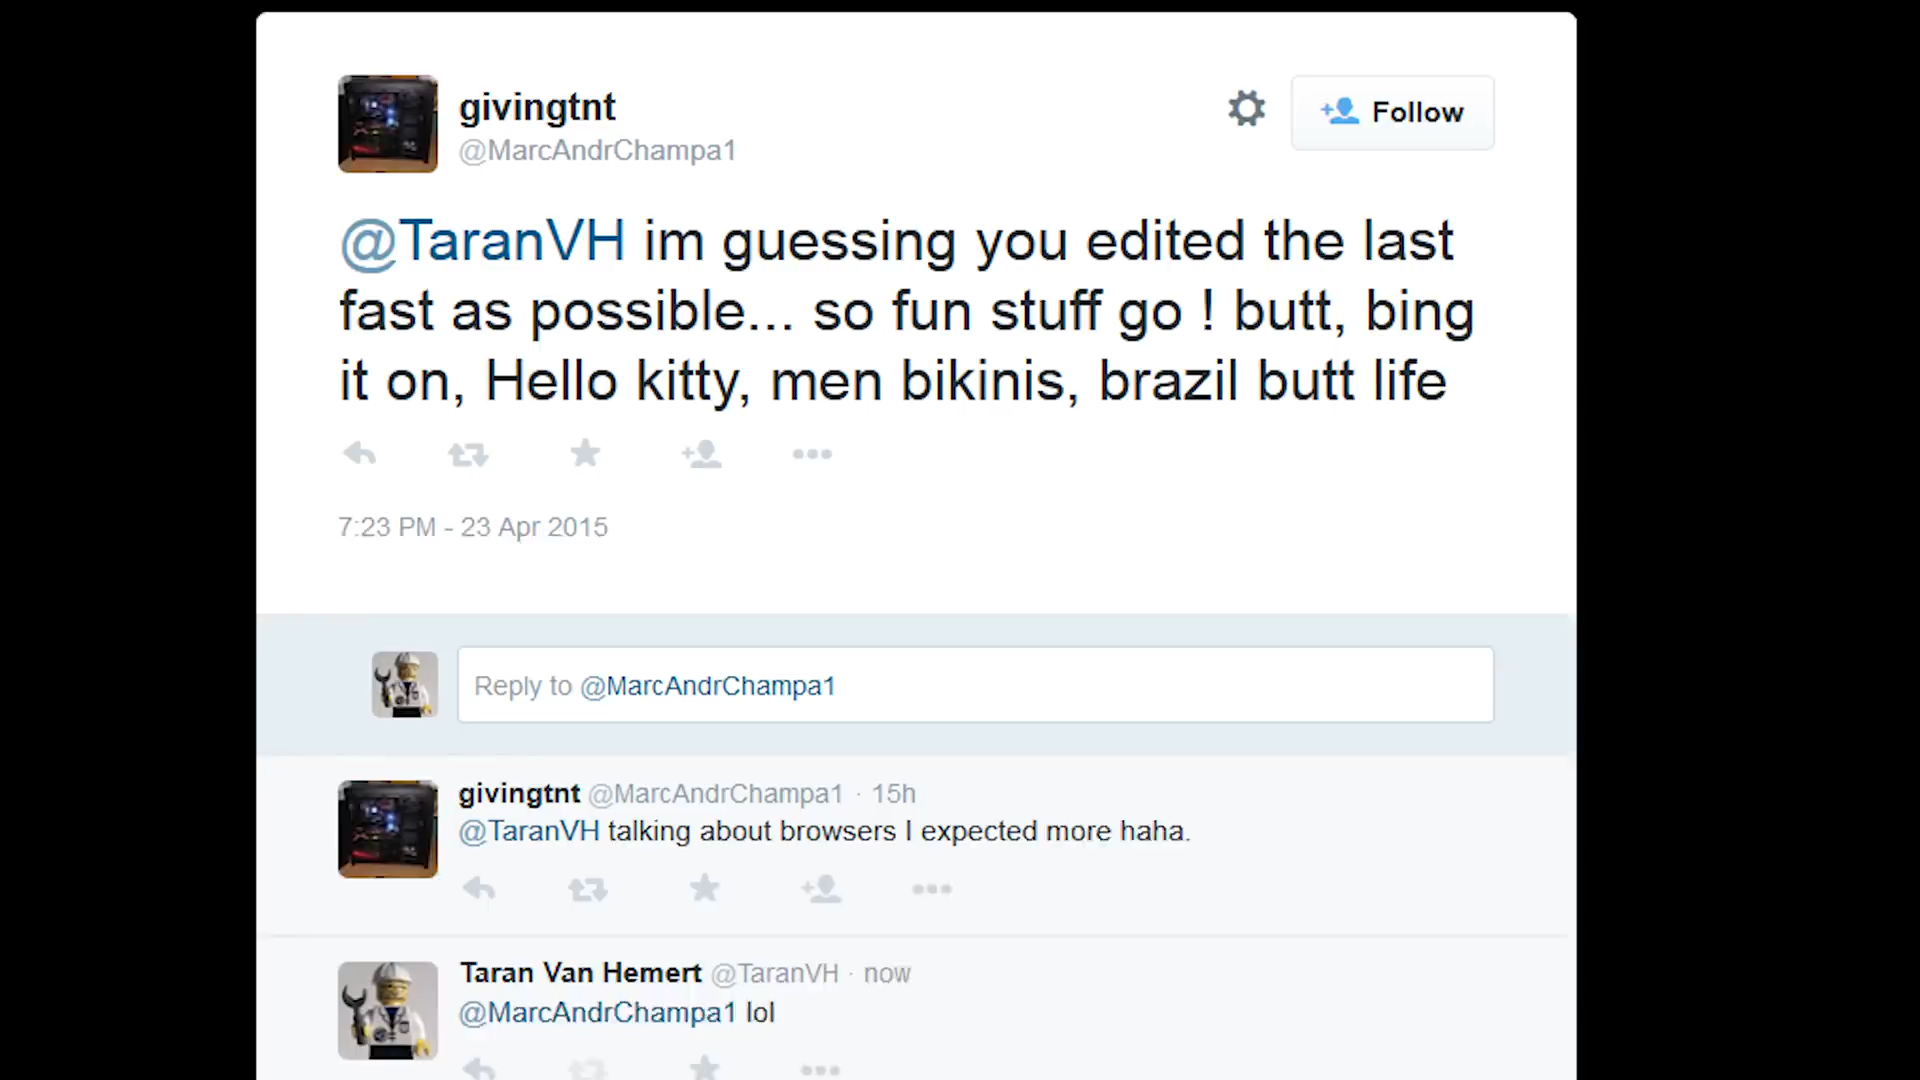 givingtnt
@MarcAndrChampa1
Follow
@TaranVH im guessing you edited the last
fast as possible... so fun stuff go ! butt, bing
it on, Hello kitty, men bikinis, brazil butt life
7:23 PM - 23 Apr 2015
Reply to @MarcAndrChampa1
givingtnt @MarcAndrChampa1 · 15h
@TaranVH talking about browsers I expected more haha.
Taran Van Hemert @TaranVH · now
@MarcAndrChampa1 lol